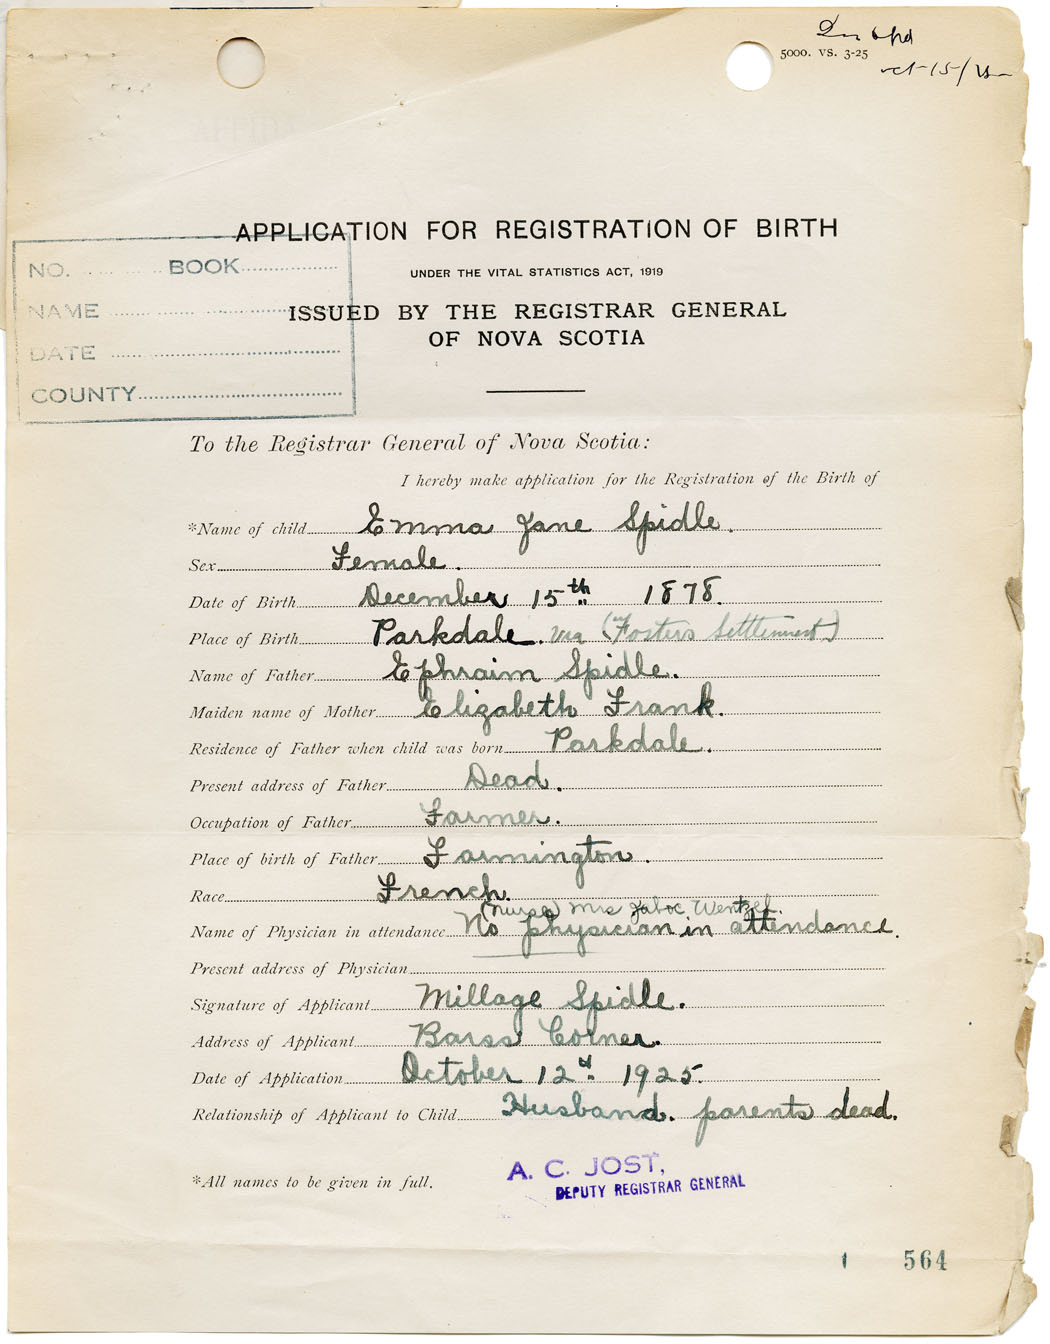 5000. VS. 3-25
APPLICATION FOR REGISTRATION OF BIRTH
UNDER THE VITAL STATISTICS ACT, 1919
ISSUED BY THE REGISTRAR GENERAL
OF NOVA SCOTIA
NO. BOOK
NAME
DATE
COUNTY
To the Registrar General of Nova Scotia:
I hereby make application for the Registration of the Birth of
*Name of child Emma Jane Spidle.
Sex Female.
Date of Birth December 15th 1878.
Place of Birth Parkdale. (Fosters Settlement)
Name of Father Ephraim Spidle.
Maiden name of Mother Elizabeth Frank.
Residence of Father when child was born Parkdale.
Present address of Father Dead.
Occupation of Father Farmer.
Place of birth of Father Farmington.
Race French.
(Nurse) Mrs Wentzel.
Name of Physician in attendance No physician in attendance.
Present address of Physician
Signature of Applicant Millage Spidle.
Address of Applicant Barss Corner.
Date of Application October 12d. 1925.
Relationship of Applicant to Child Husband. parents dead.
*All names to be given in full.
A. C. JOST,
DEPUTY REGISTRAR GENERAL
564